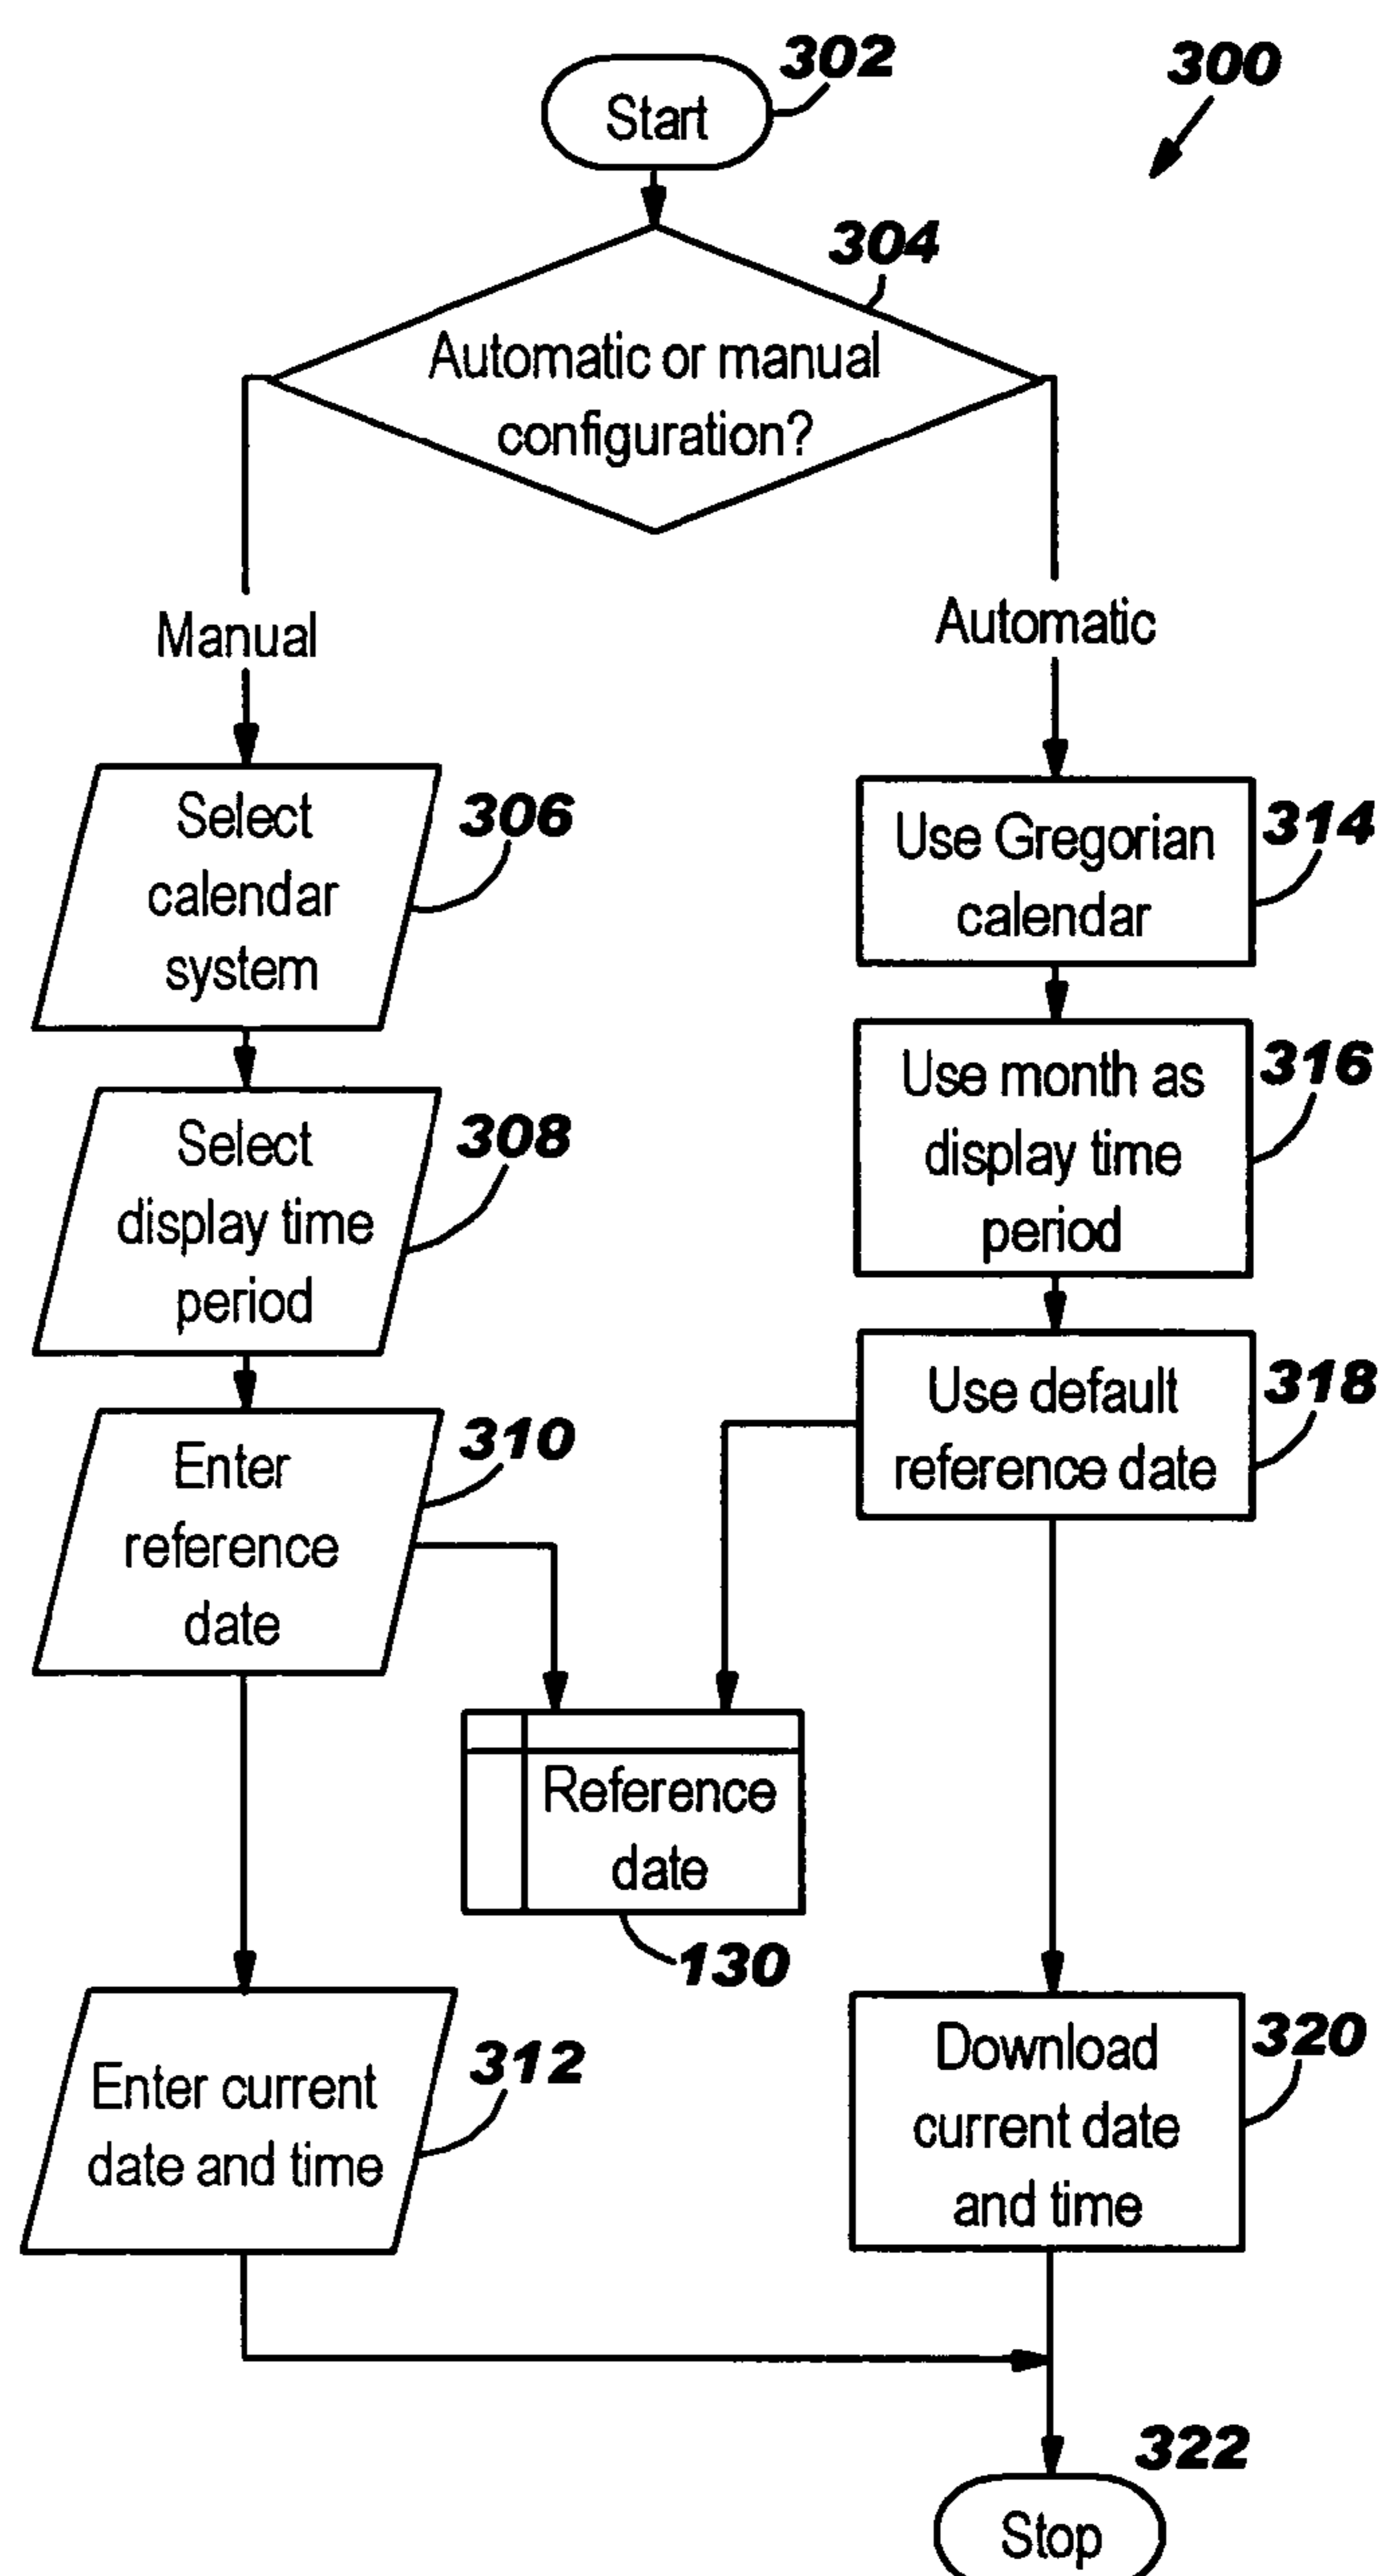 302
300
Start
304
Automatic or manual
configuration?
Manual
Automatic
Select
calendar
system
306
Use Gregorian
calendar
314
Select
display time
period
308
Use month as
display time
period
316
Enter
reference
date
310
Use default
reference date
318
Reference
date
130
Enter current
date and time
312
Download
current date
and time
320
322
Stop